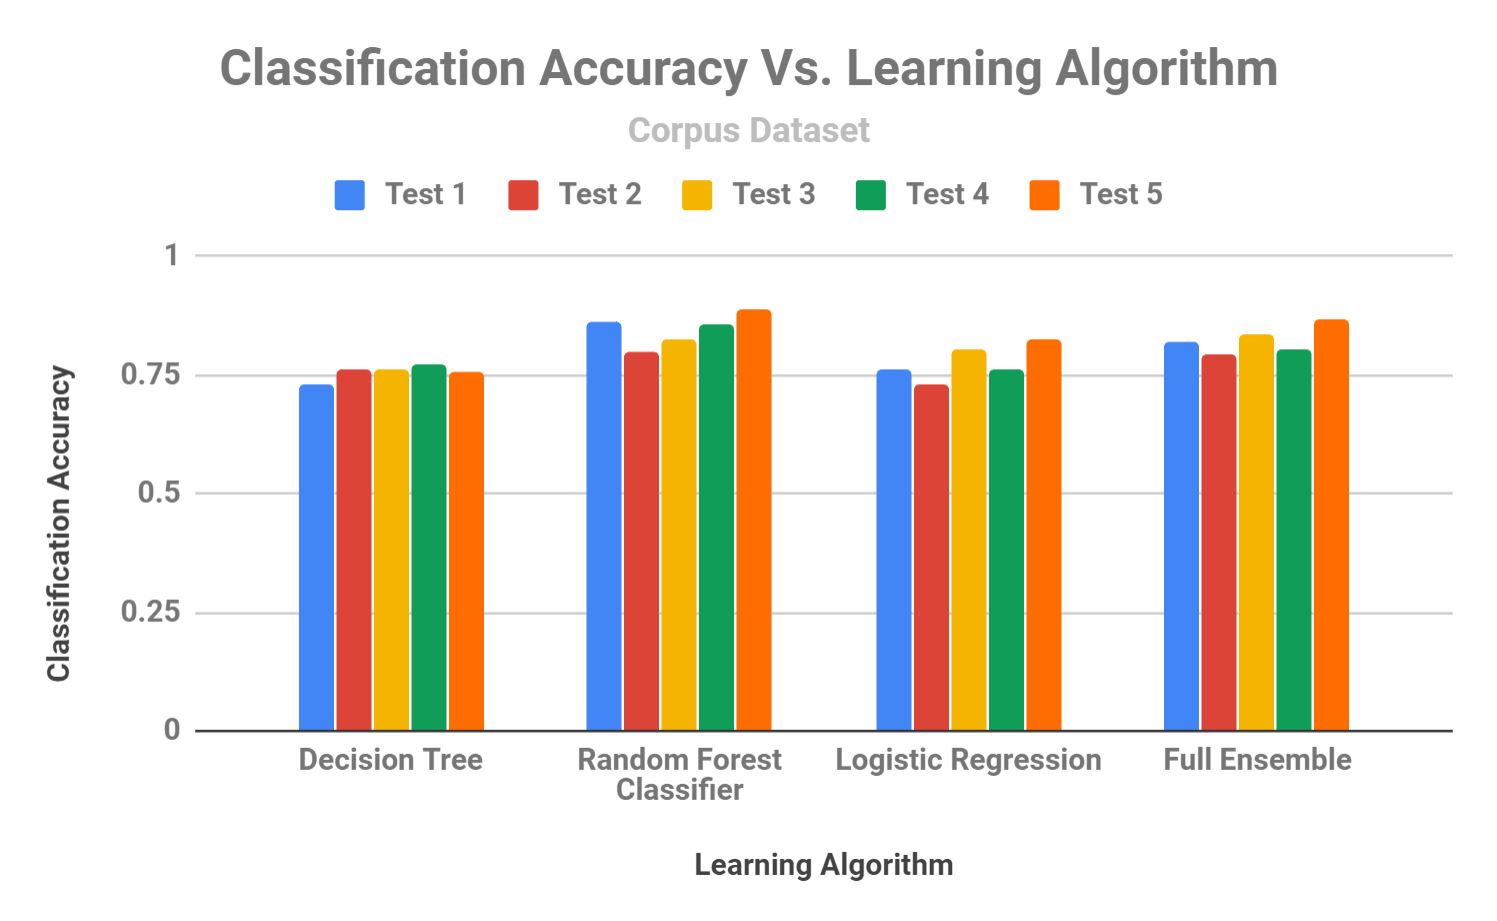 Classification Accuracy Vs. Learning Algorithm
Corpus Dataset
Test 1 Test 2 Test 3 Test 4 Test 5
1
0.75
0.5
0.25
0
Classification Accuracy
Decision Tree
Random Forest
Classifier
Logistic Regression
Full Ensemble
Learning Algorithm